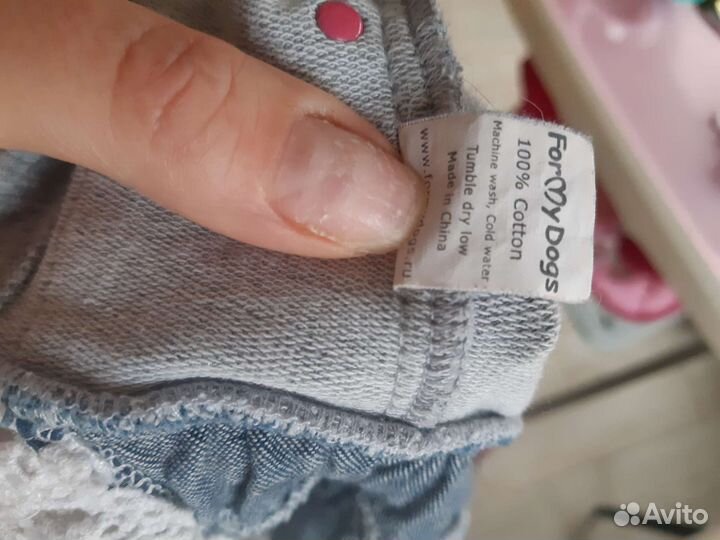 ForMyDogs
100% Cotton
Machine wash, Cold water
Tumble dry low
Made in China
Avito